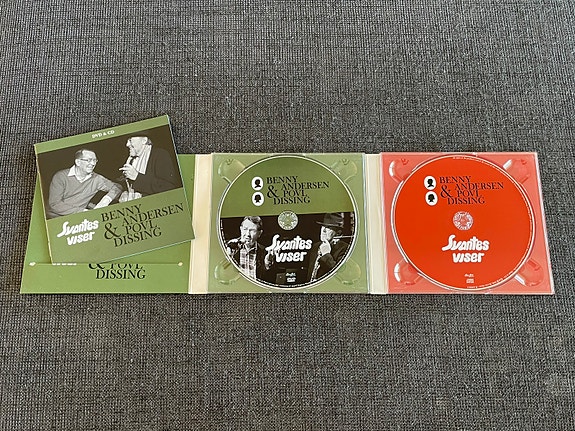 DVD & CD
Svantes
viser
BENNY
& ANDERSEN
POVL
DISSING
& POVL
DISSING
BENNY
& ANDERSEN
POVL
DISSING
Svantes
viser
BENNY
& ANDERSEN
POVL
DISSING
Svantes
viser